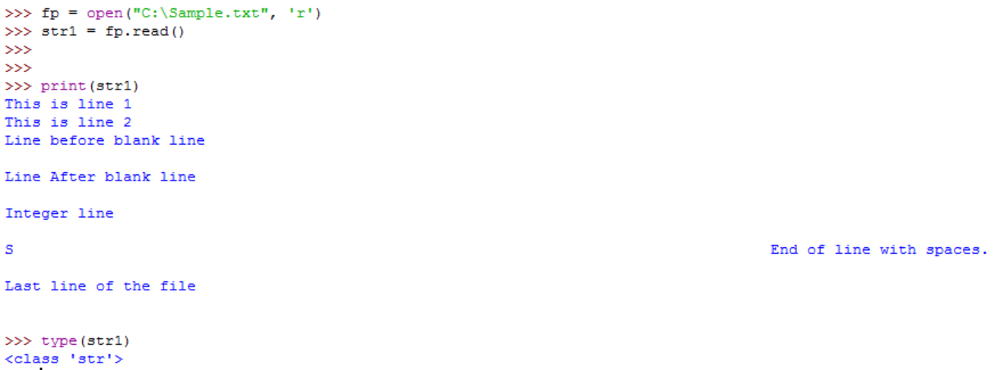 >>> fp = open("C:\Sample.txt", 'r')
>>> str1 = fp.read()
>>>
>>>
>>> print(str1)
This is line 1
This is line 2
Line before blank line
Line After blank line
Integer line
S                                                                                   End of line with spaces.
Last line of the file
>>> type(str1)
<class 'str'>